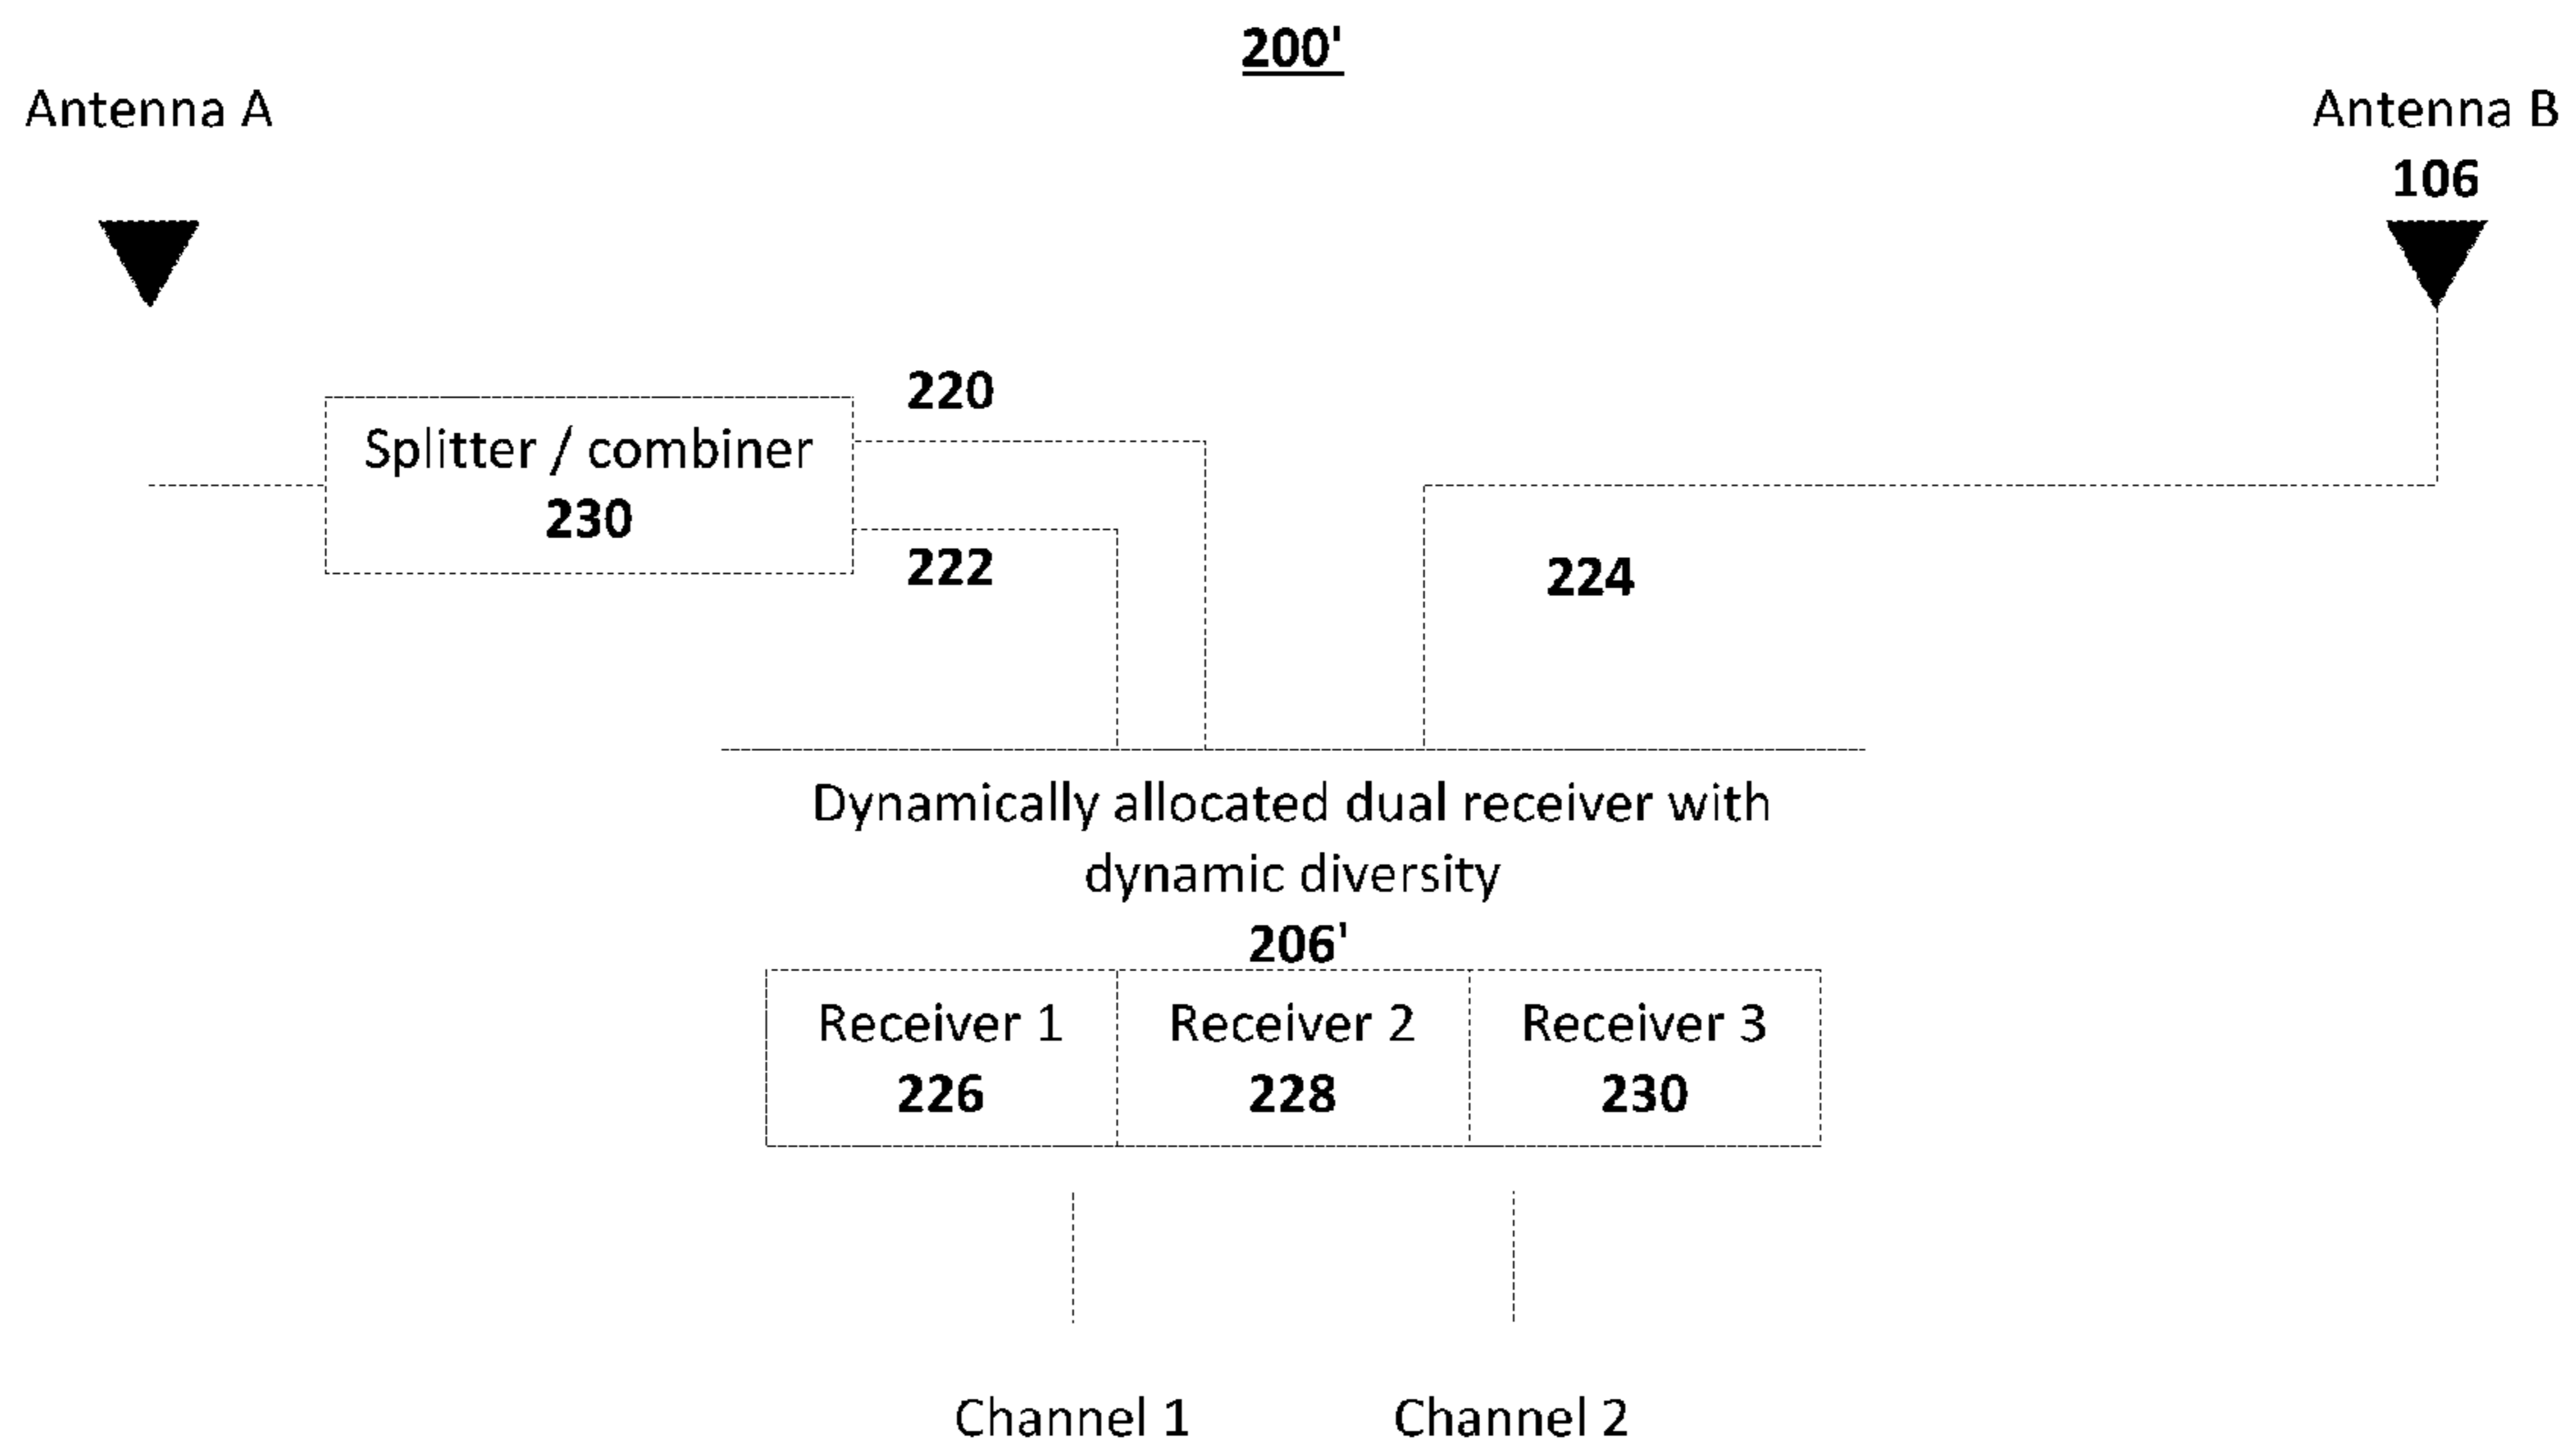 200'
Antenna A
Antenna B
106
220
Splitter / combiner
230
222
224
Dynamically allocated dual receiver with
dynamic diversity
206'
Receiver 1
226
Receiver 2
228
Receiver 3
230
Channel 1
Channel 2